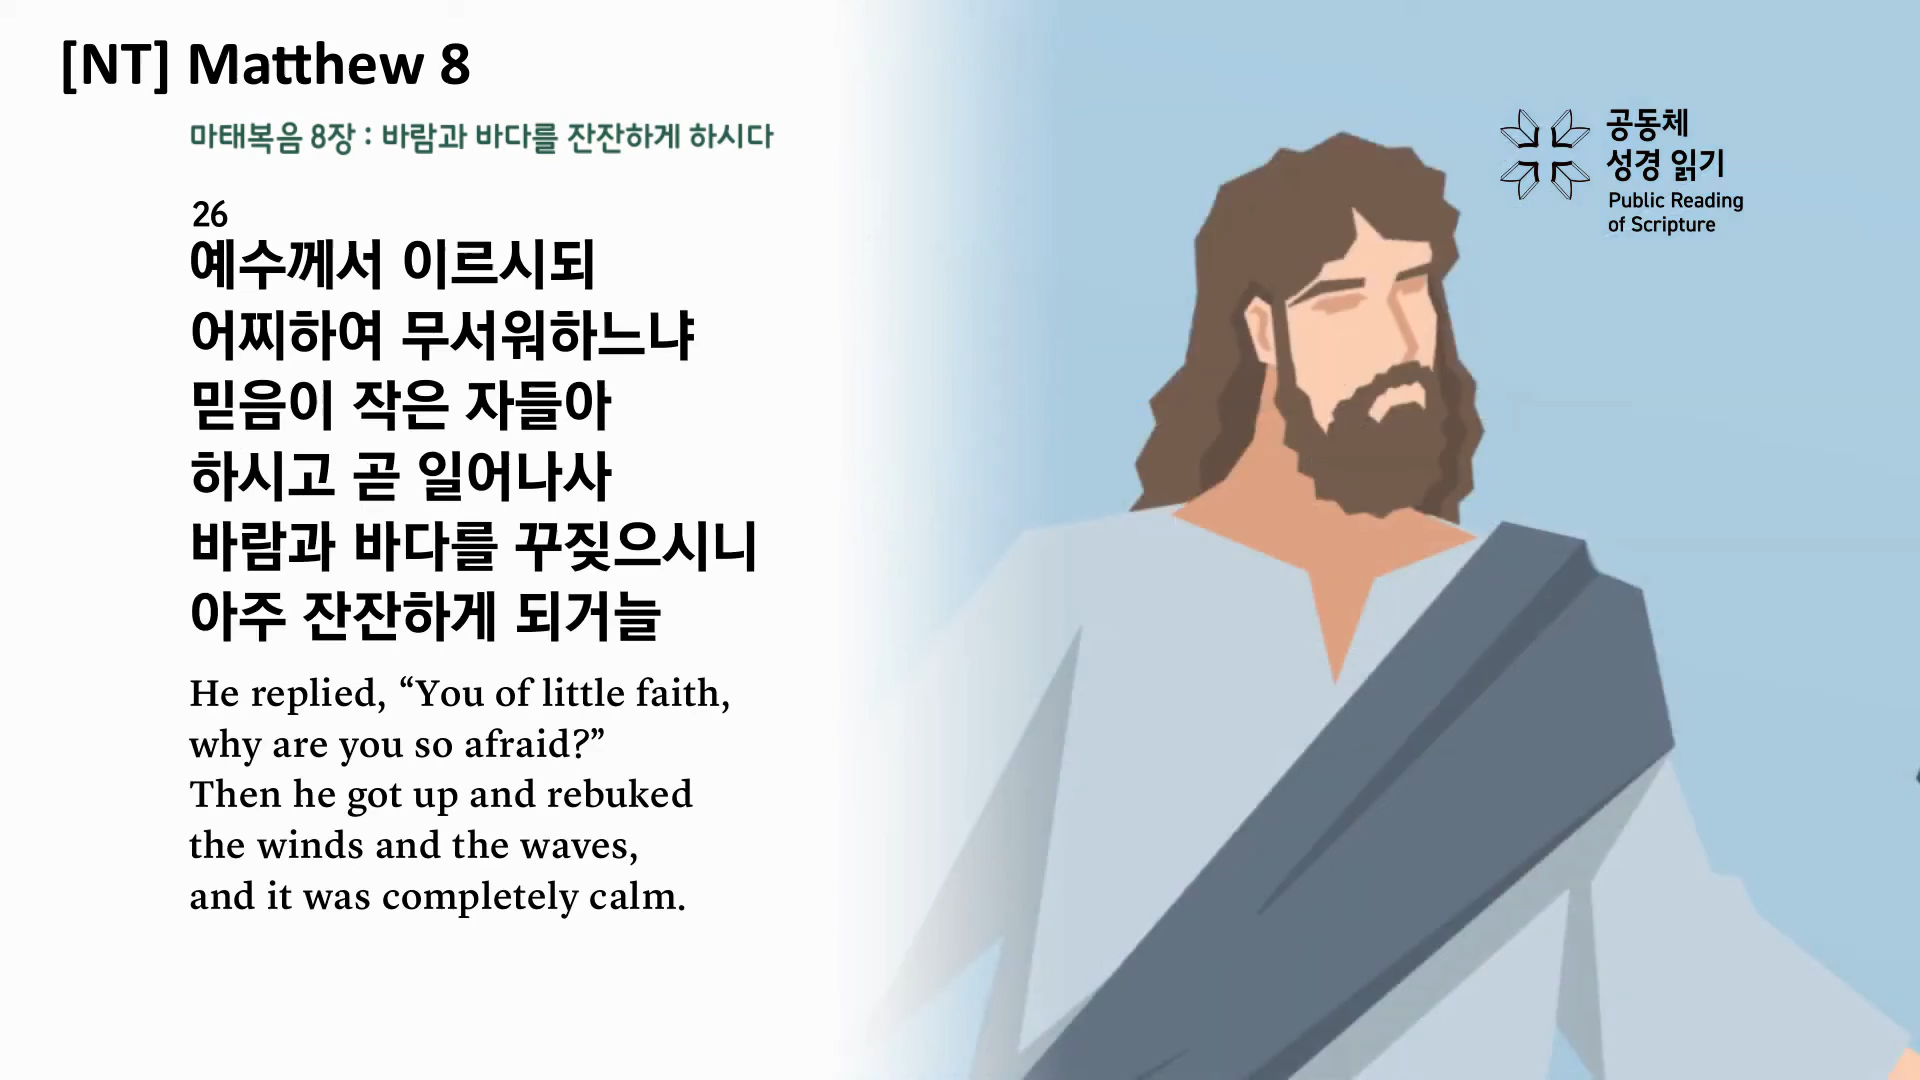 [NT] Matthew 8
마태복음 8장 : 바람과 바다를 잔잔하게 하시다
26
예수께서 이르시되
어찌하여 무서워하느냐
믿음이 작은 자들아
하시고 곧 일어나사
바람과 바다를 꾸짖으시니
아주 잔잔하게 되거늘
He replied, “You of little faith,
why are you so afraid?”
Then he got up and rebuked
the winds and the waves,
and it was completely calm.
공동체
성경 읽기
Public Reading
of Scripture